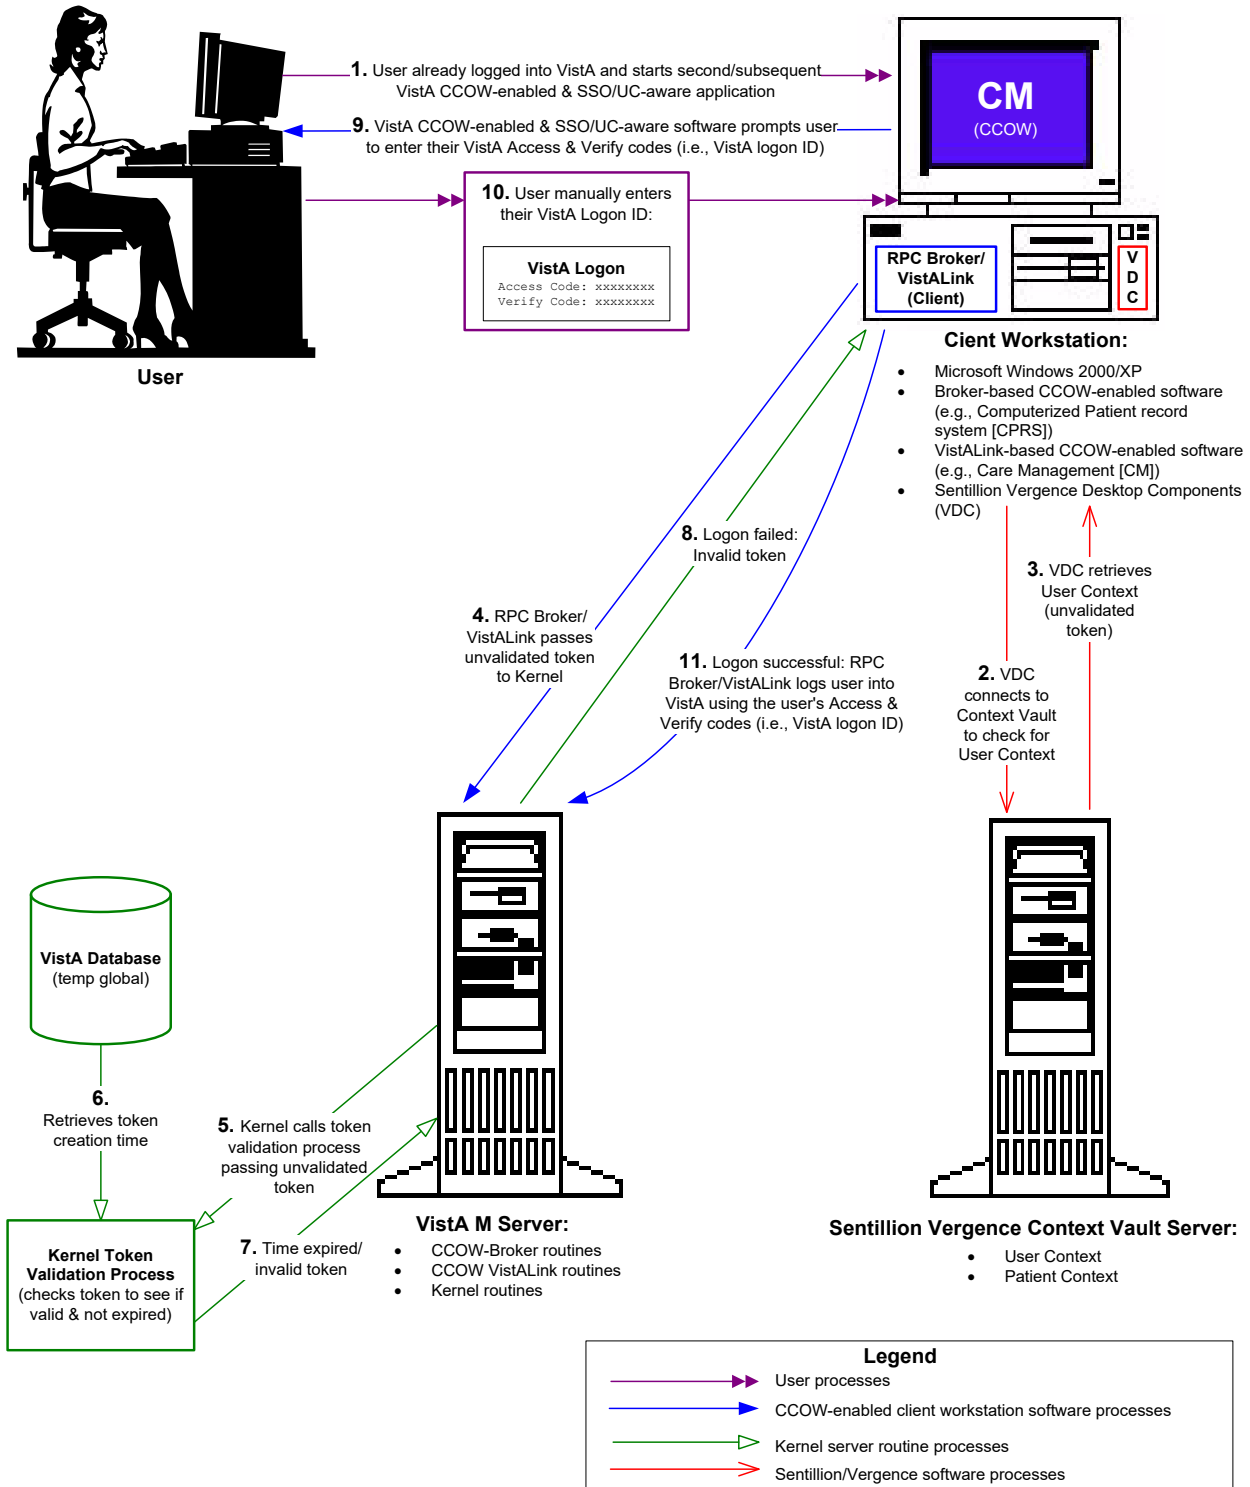 1. User already logged into VistA and starts second/subsequent
VistA CCOW-enabled & SSO/UC-aware application
CM
(CCOW)
9. VistA CCOW-enabled & SSO/UC-aware software prompts user
to enter their VistA Access & Verify codes (i.e., VistA logon ID)
10. User manually enters
their VistA Logon ID:
VistA Logon
Access Code: xxxxxxxx
Verify Code: xxxxxxxx
RPC Broker/
VistALink
(Client)
V
D
C
User
Cient Workstation:
• Microsoft Windows 2000/XP
• Broker-based CCOW-enabled software
(e.g., Computerized Patient record
system [CPRS])
• VistALink-based CCOW-enabled software
(e.g., Care Management [CM])
• Sentillion Vergence Desktop Components
(VDC)
8. Logon failed:
Invalid token
3. VDC retrieves
User Context
(unvalidated
token)
4. RPC Broker/
VistALink passes
unvalidated token
to Kernel
11. Logon successful: RPC
Broker/VistALink logs user into
VistA using the user's Access &
Verify codes (i.e., VistA logon ID)
2. VDC
connects to
Context Vault
to check for
User Context
VistA Database
(temp global)
6.
Retrieves token
creation time
5. Kernel calls token
validation process
passing unvalidated
token
Kernel Token
Validation Process
(checks token to see if
valid & not expired)
7. Time expired/
invalid token
VistA M Server:
• CCOW-Broker routines
• CCOW VistALink routines
• Kernel routines
Sentillion Vergence Context Vault Server:
• User Context
• Patient Context
Legend
User processes
CCOW-enabled client workstation software processes
Kernel server routine processes
Sentillion/Vergence software processes